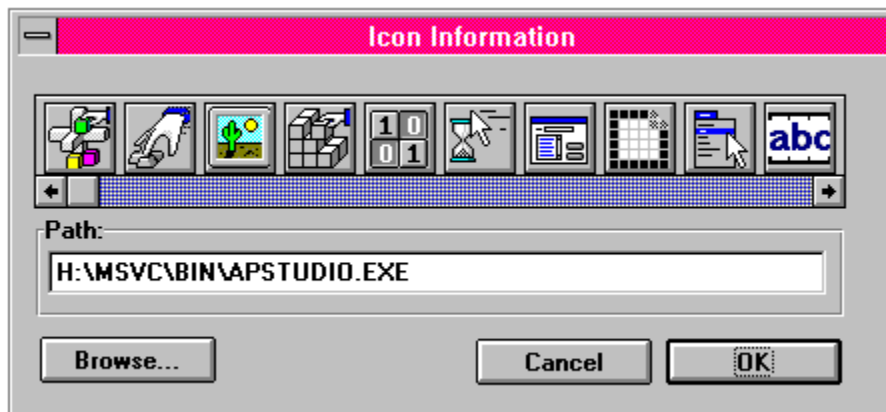 Icon Information
1 0
0 1
abc
Path:
H:\MSVC\BIN\APSTUDIO.EXE
Browse...
Cancel
OK